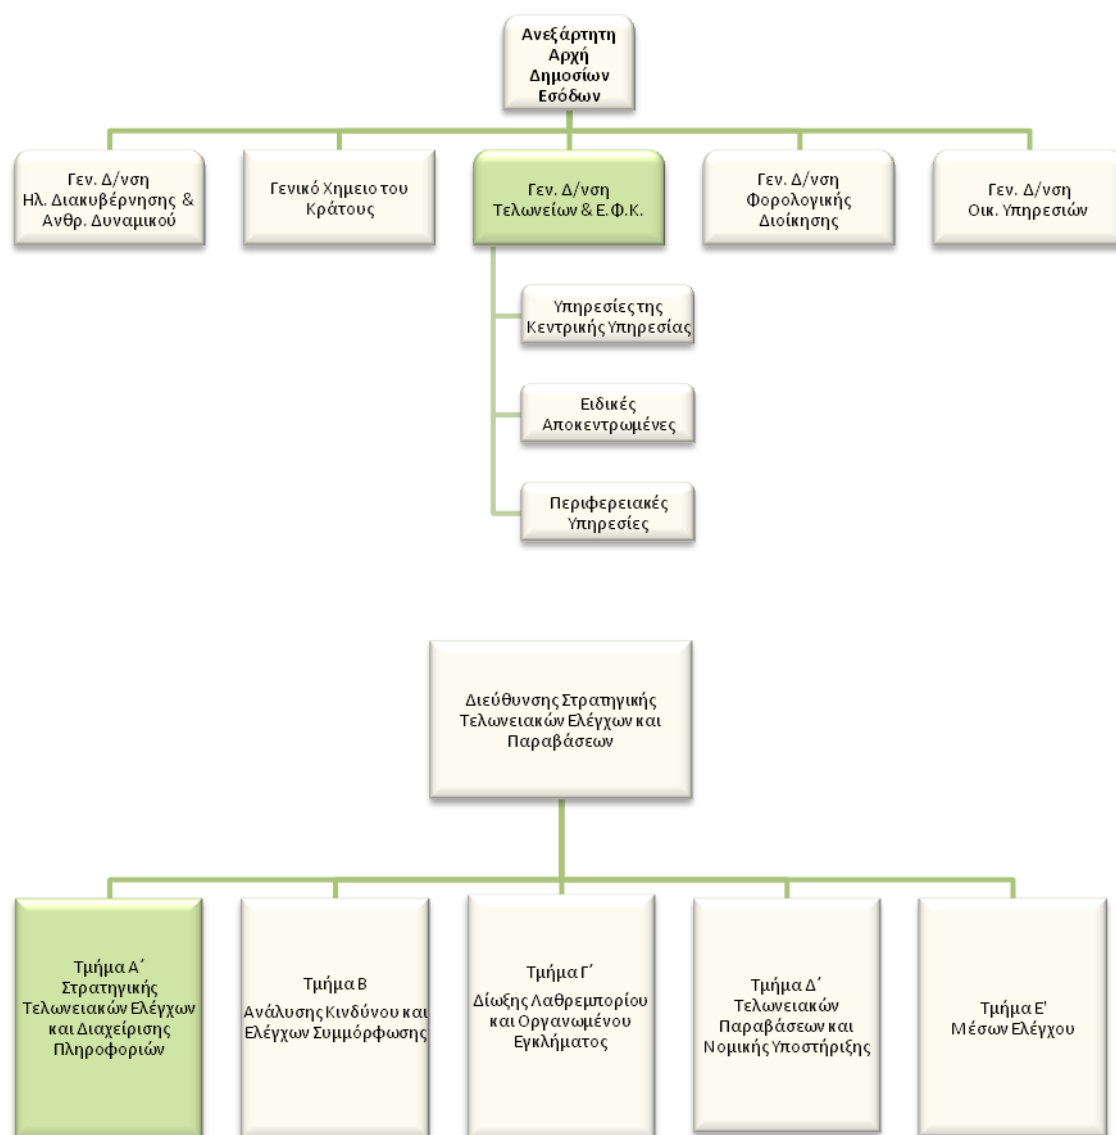 Ανεξάρτητη
Αρχή
Δημοσίων
Εσόδων
Γεν. Δ/νση
Ηλ. Διακυβέρνησης &
Ανθρ. Δυναμικού
Γενικό Χημειο του
Κράτους
Γεν. Δ/νση
Τελωνείων & Ε.Φ.Κ.
Γεν. Δ/νση
Φορολογικής
Διοίκησης
Γεν. Δ/νση
Οικ. Υπηρεσιών
Υπηρεσίες της
Κεντρικής Υπηρεσίας
Ειδικές
Αποκεντρωμένες
Περιφερειακές
Υπηρεσίες
Διεύθυνσης Στρατηγικής
Τελωνειακών Ελέγχων και
Παραβάσεων
Τμήμα Α΄
Στρατηγικής
Τελωνειακών Ελέγχων
και Διαχείρισης
Πληροφοριών
Τμήμα Β
Ανάλυσης Κινδύνου και
Ελέγχων Συμμόρφωσης
Τμήμα Γ΄
Δίωξης Λαθρεμπορίου
και Οργανωμένου
Εγκλήματος
Τμήμα Δ΄
Τελωνειακών
Παραβάσεων και
Νομικής Υποστήριξης
Τμήμα Ε'
Μέσων Ελέγχου